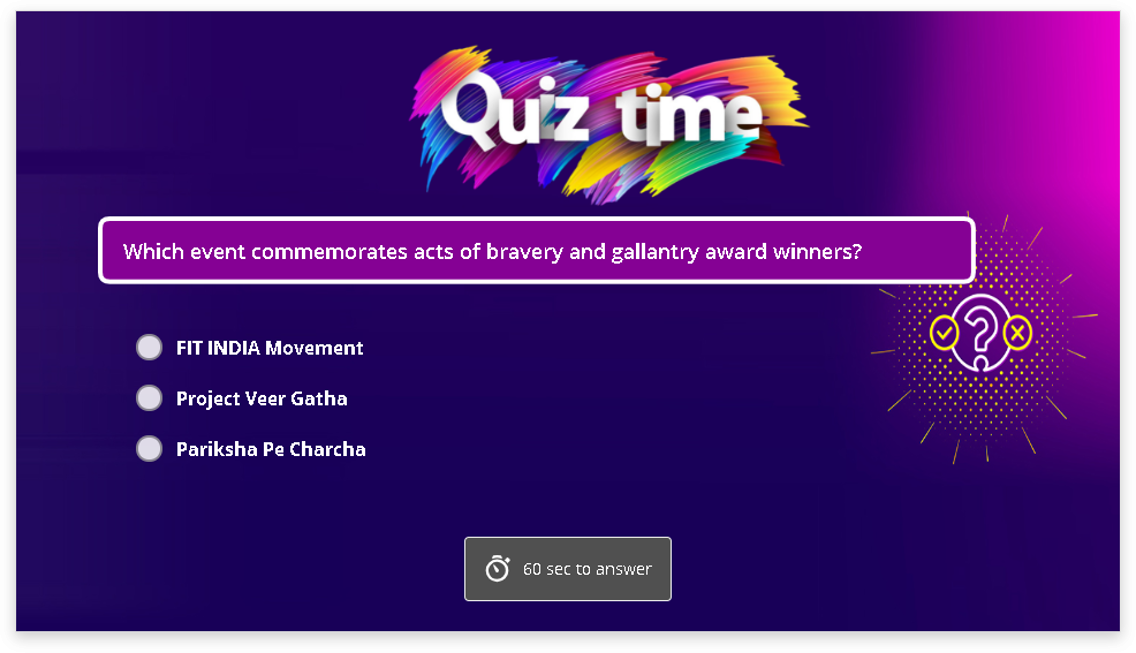 Quiz time
Which event commemorates acts of bravery and gallantry award winners?
FIT INDIA Movement
Project Veer Gatha
Pariksha Pe Charcha
60 sec to answer